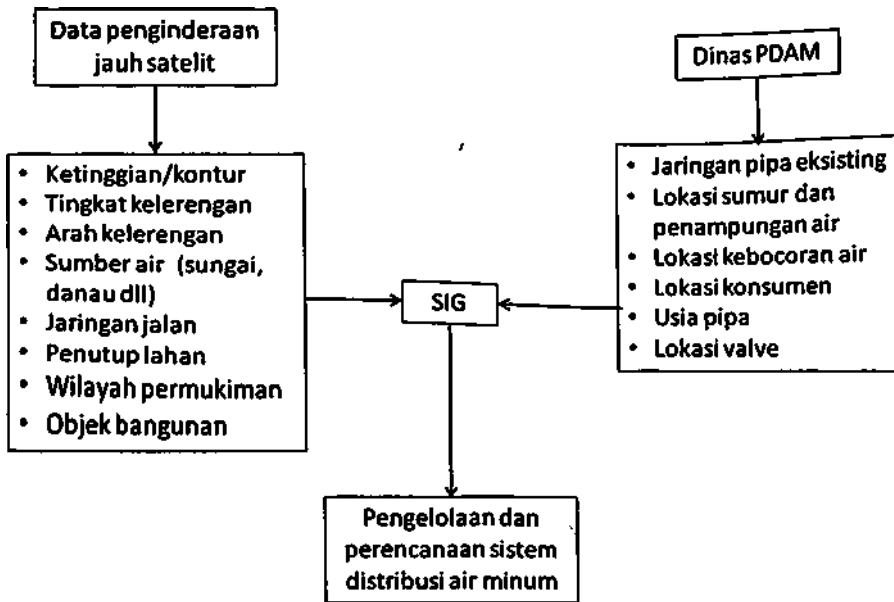 Data penginderaan
jauh satelit
• Ketinggian/kontur
• Tingkat kelerengan
• Arah kelerengan
• Sumber air (sungai,
danau dll)
• Jaringan jalan
• Penutup lahan
• Wilayah permukiman
• Objek bangunan
Dinas PDAM
• Jaringan pipa eksisting
• Lokasi sumur dan
penampungan air
• Lokasi kebocoran air
• Lokasi konsumen
• Usia pipa
• Lokasi valve
SIG
Pengelolaan dan
perencanaan sistem
distribusi air minum